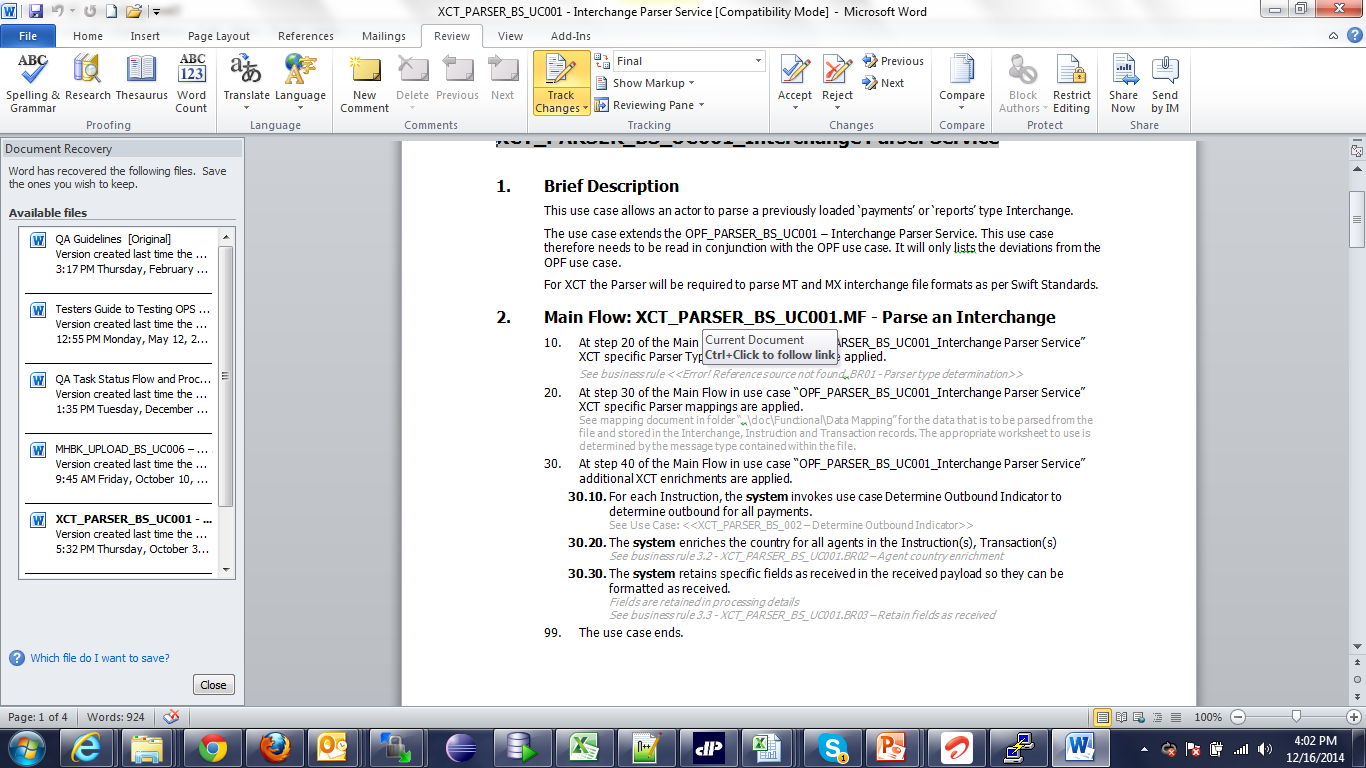 XCT_PARSER_BS_UC001 - Interchange Parser Service [Compatibility Mode] - Microsoft Word
File Home Insert Page Layout References Mailings Review View Add-Ins
ABC Spelling & Grammar
Research
Thesaurus
ABC 123 Word Count
Translate
Language
New Comment
Delete
Previous
Next
Track Changes
Final
Show Markup
Reviewing Pane
Accept
Reject
Previous
Next
Compare
Block Authors
Restrict Editing
Share Now
Send by IM
Proofing Language Comments Tracking Changes Compare Protect Share
Document Recovery
Word has recovered the following files. Save
the ones you wish to keep.
Available files
QA Guidelines [Original]
Version created last time the ...
3:17 PM Thursday, February ...
Testers Guide to Testing OPS ...
Version created last time the ...
12:55 PM Monday, May 12, 2...
QA Task Status Flow and Proc...
Version created last time the ...
1:35 PM Tuesday, December ...
MHBK_UPLOAD_BS_UC006 – ...
Version created last time the ...
9:45 AM Friday, October 10, ...
XCT_PARSER_BS_UC001 - ...
Version created last time the ...
5:32 PM Thursday, October 3...
Which file do I want to save?
Close
XCT_PARSER_BS_UC001_Interchange Parser Service
1. Brief Description
This use case allows an actor to parse a previously loaded ‘payments’ or ‘reports’ type Interchange.
The use case extends the OPF_PARSER_BS_UC001 – Interchange Parser Service. This use case
therefore needs to be read in conjunction with the OPF use case. It will only lists the deviations from the
OPF use case.
For XCT the Parser will be required to parse MT and MX interchange file formats as per Swift Standards.
2. Main Flow: XCT_PARSER_BS_UC001.MF - Parse an Interchange
10. At step 20 of the Main PARSER_BS_UC001_Interchange Parser Service”
XCT specific Parser Typ e applied.
Current Document
Ctrl+Click to follow link
See business rule <<Error! Reference source not found. BR01 - Parser type determination>>
20. At step 30 of the Main Flow in use case “OPF_PARSER_BS_UC001_Interchange Parser Service”
XCT specific Parser mappings are applied.
See mapping document in folder “..\doc\Functional\Data Mapping” for the data that is to be parsed from the
file and stored in the Interchange, Instruction and Transaction records. The appropriate worksheet to use is
determined by the message type contained within the file.
30. At step 40 of the Main Flow in use case “OPF_PARSER_BS_UC001_Interchange Parser Service”
additional XCT enrichments are applied.
30.10. For each Instruction, the system invokes use case Determine Outbound Indicator to
determine outbound for all payments.
See Use Case: <<XCT_PARSER_BS_002 – Determine Outbound Indicator>>
30.20. The system enriches the country for all agents in the Instruction(s), Transaction(s)
See business rule 3.2 - XCT_PARSER_BS_UC001.BR02 – Agent country enrichment
30.30. The system retains specific fields as received in the received payload so they can be
formatted as received.
Fields are retained in processing details
See business rule 3.3 - XCT_PARSER_BS_UC001.BR03 – Retain fields as received
99. The use case ends.
Page: 1 of 4 Words: 924 100%
4:02 PM
12/16/2014